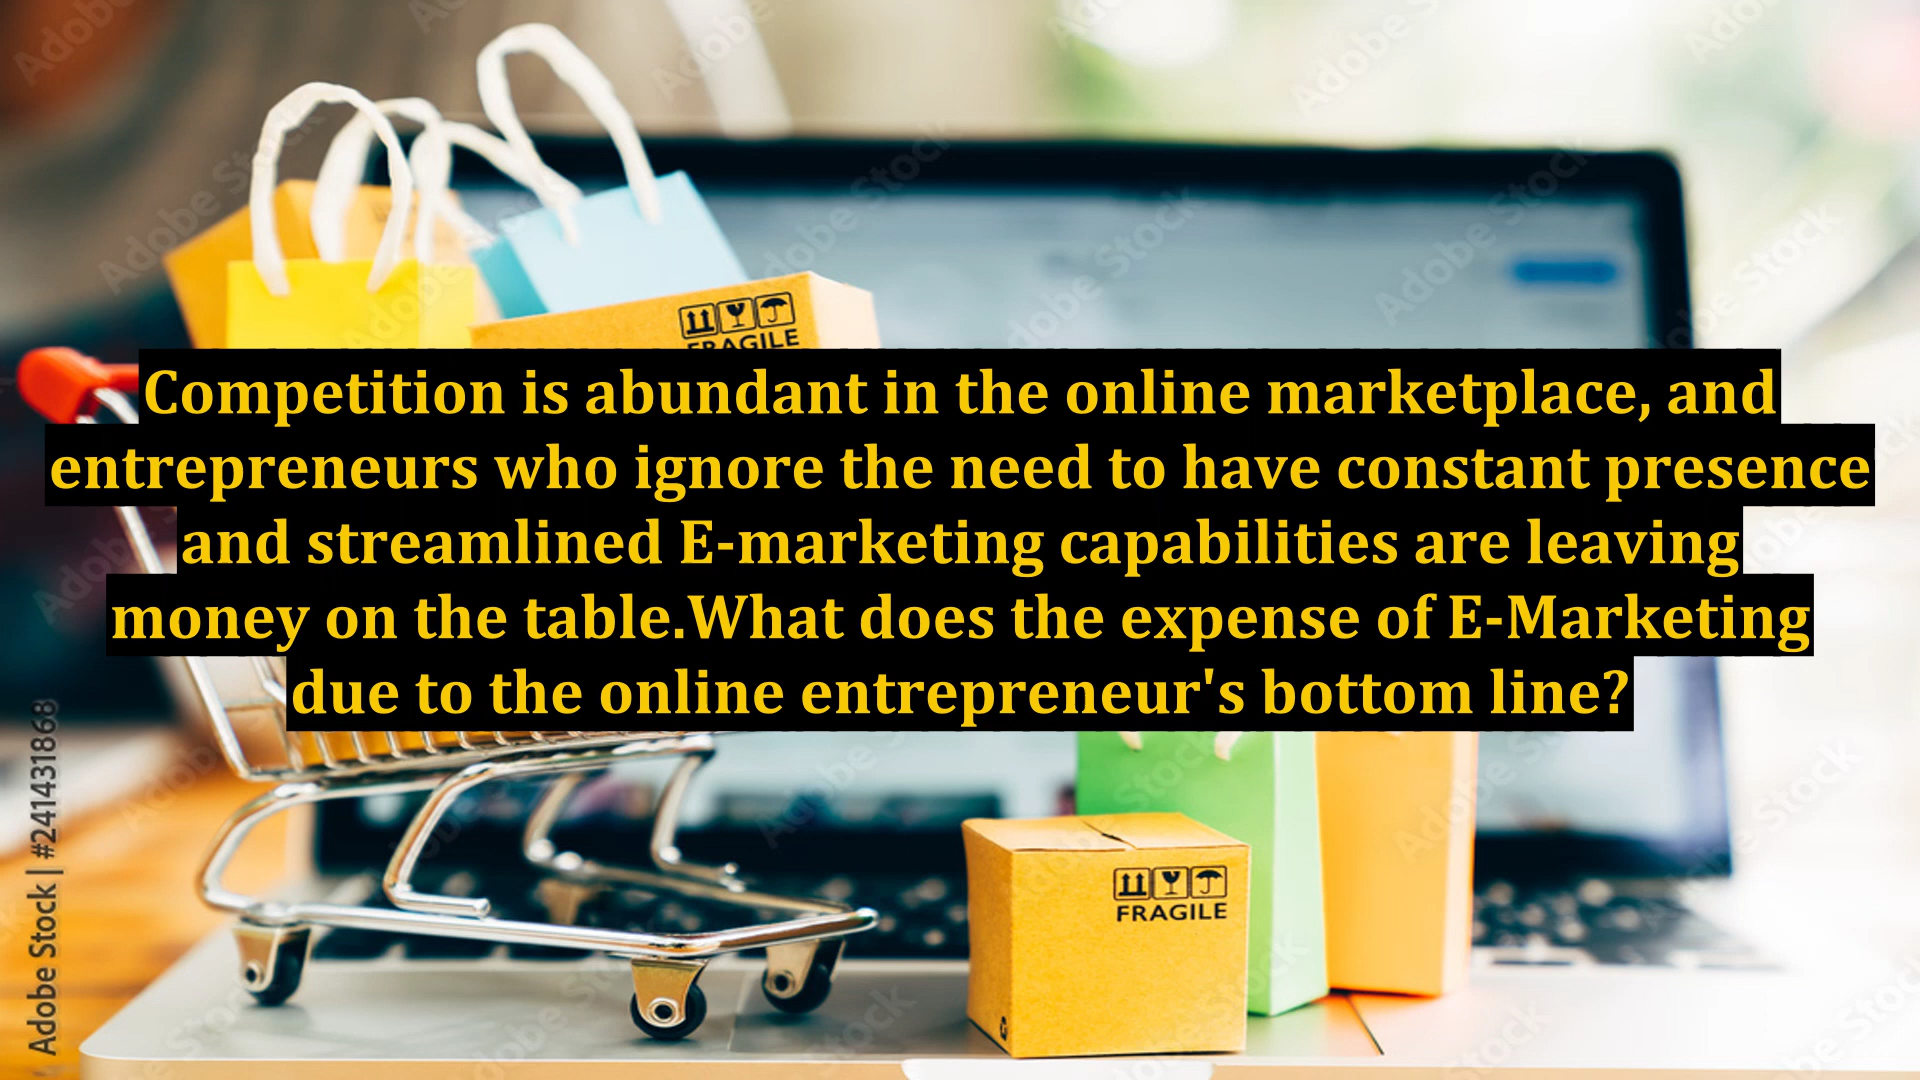 FRAGILE
Competition is abundant in the online marketplace, and
entrepreneurs who ignore the need to have constant presence
and streamlined E-marketing capabilities are leaving
money on the table.What does the expense of E-Marketing
due to the online entrepreneur's bottom line?
FRAGILE
Adobe Stock | #241431868